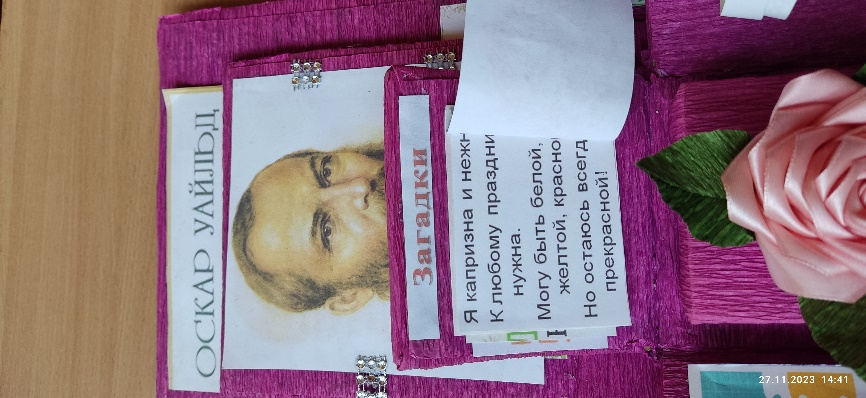 ОСКАР УАЙЛЬД
Загадки
Я капризна и нежн
К любому праздни
нужна.
Могу быть белой,
желтой, красно
Но остаюсь всегд
прекрасной!
27.11.2023 14:41